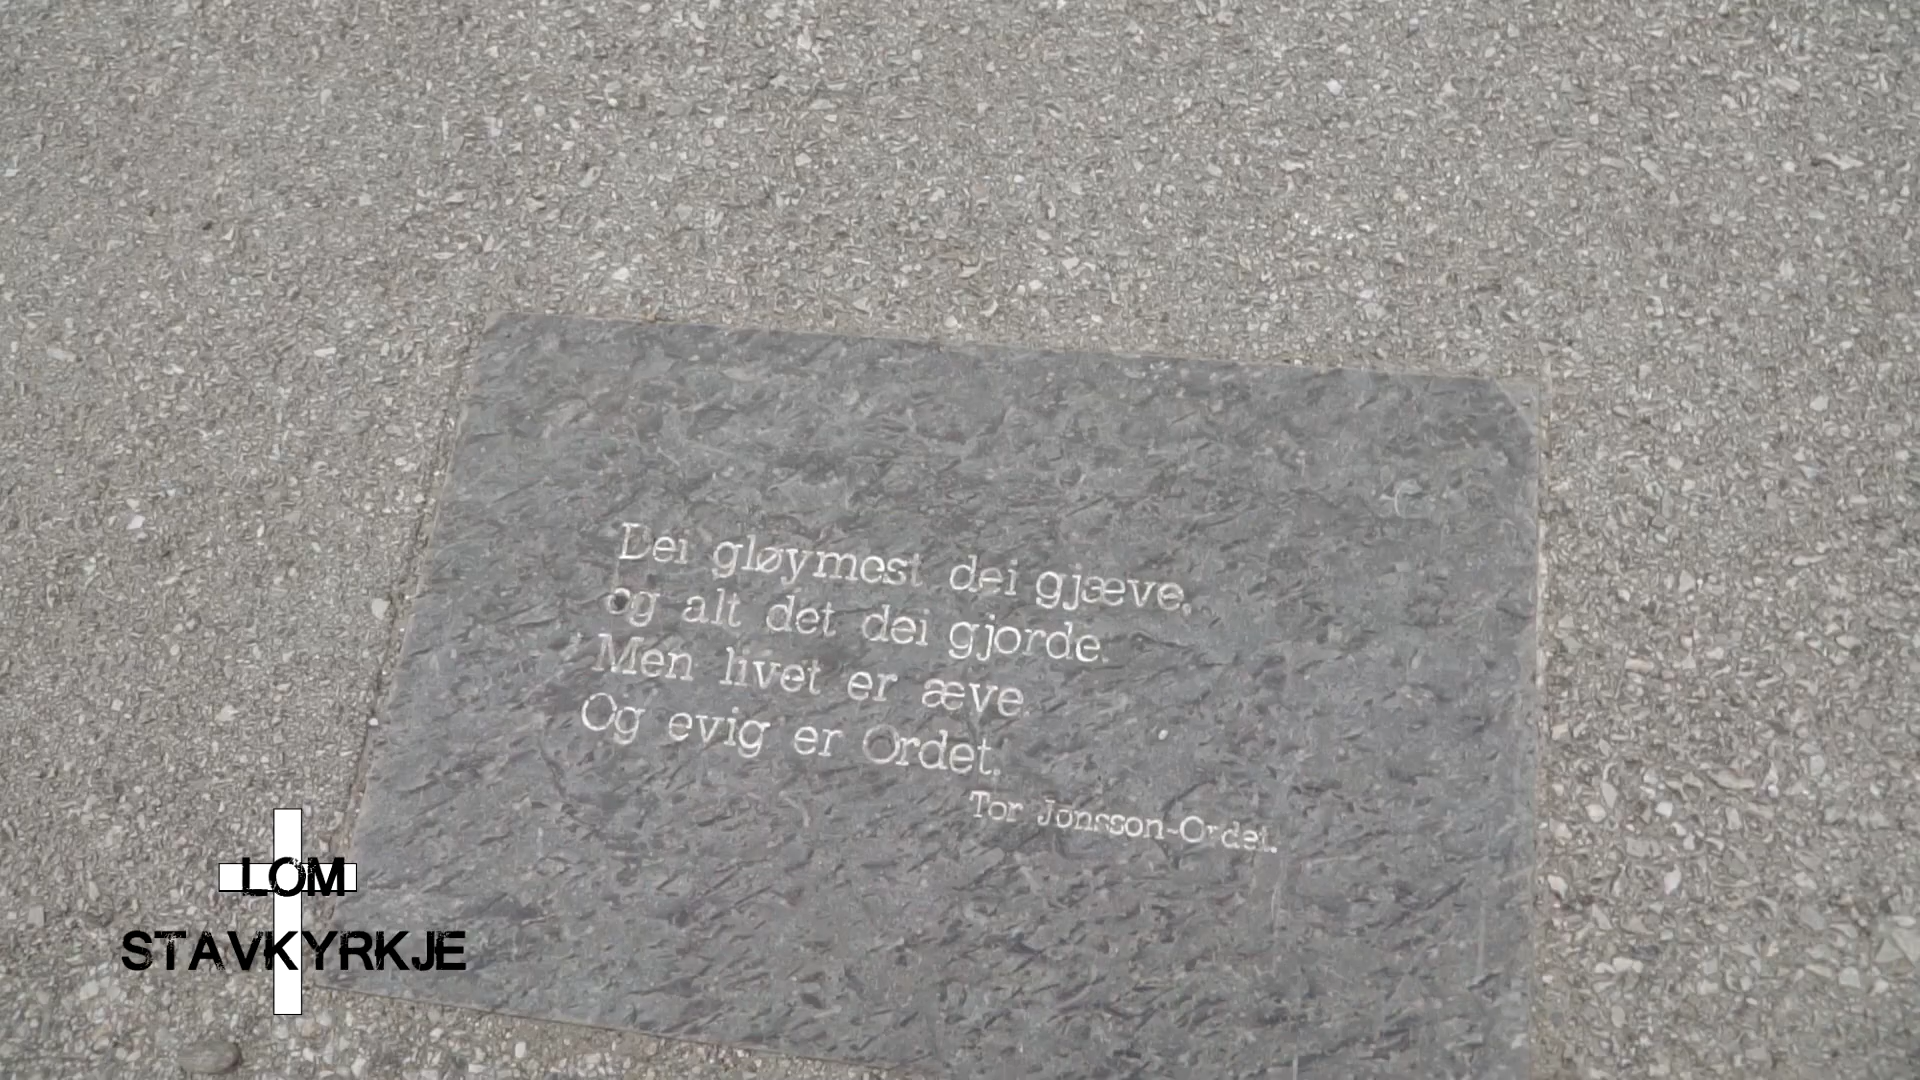 Dei gløymest dei gjæve,
og alt det dei gjorde.
Men livet er æve
Og evig er Ordet.
Tor Jonsson-Ordet.
LOM
STAVKYRKJE